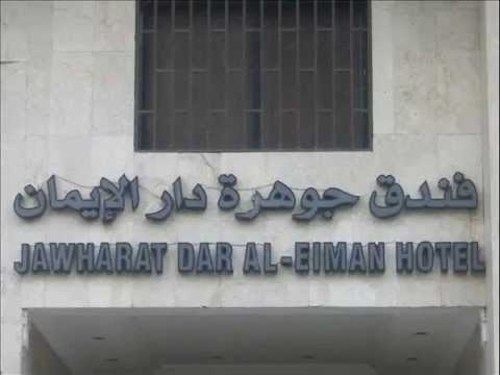 فندق جوهرة دار الإيمان
JAWHARAT DAR AL-EIMAN HOTEL